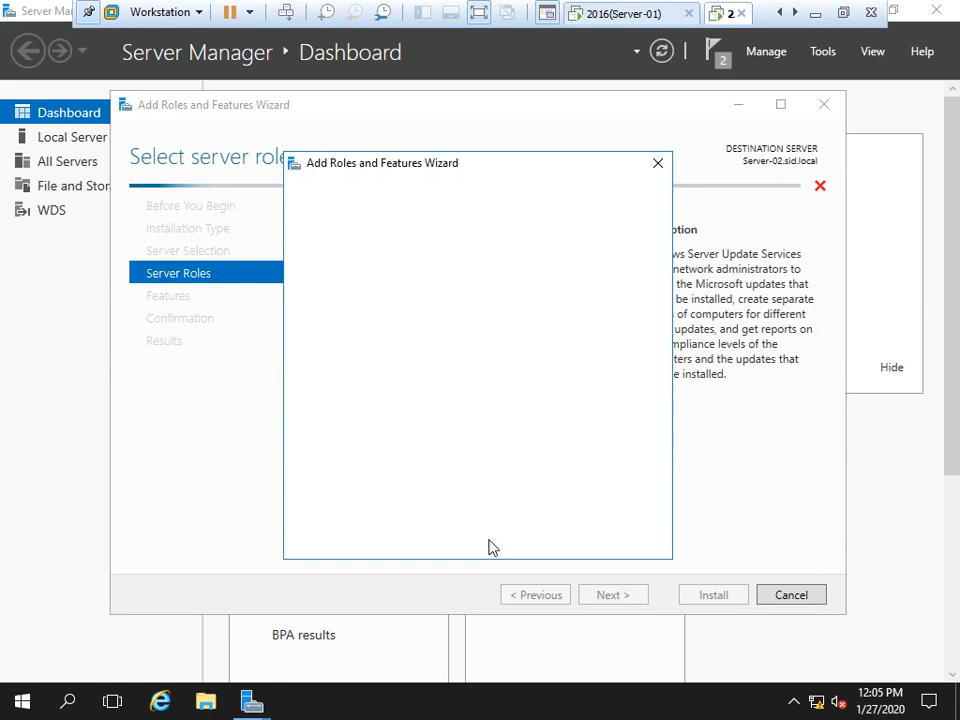 Server Man
Workstation
2016(Server-01)
2
Server Manager
Dashboard
2
Manage
Tools
View
Help
Dashboard
Local Server
All Servers
File and Stor
WDS
Add Roles and Features Wizard
Select server role
DESTINATION SERVER
Server-02.sid.local
Before You Begin
Installation Type
Server Selection
Server Roles
Features
Confirmation
Results
Add Roles and Features Wizard
ption
ws Server Update Services
network administrators to
the Microsoft updates that
be installed, create separate
s of computers for different
updates, and get reports on
mpliance levels of the
ters and the updates that
e installed.
Hide
< Previous
Next >
Install
Cancel
BPA results
12:05 PM
1/27/2020